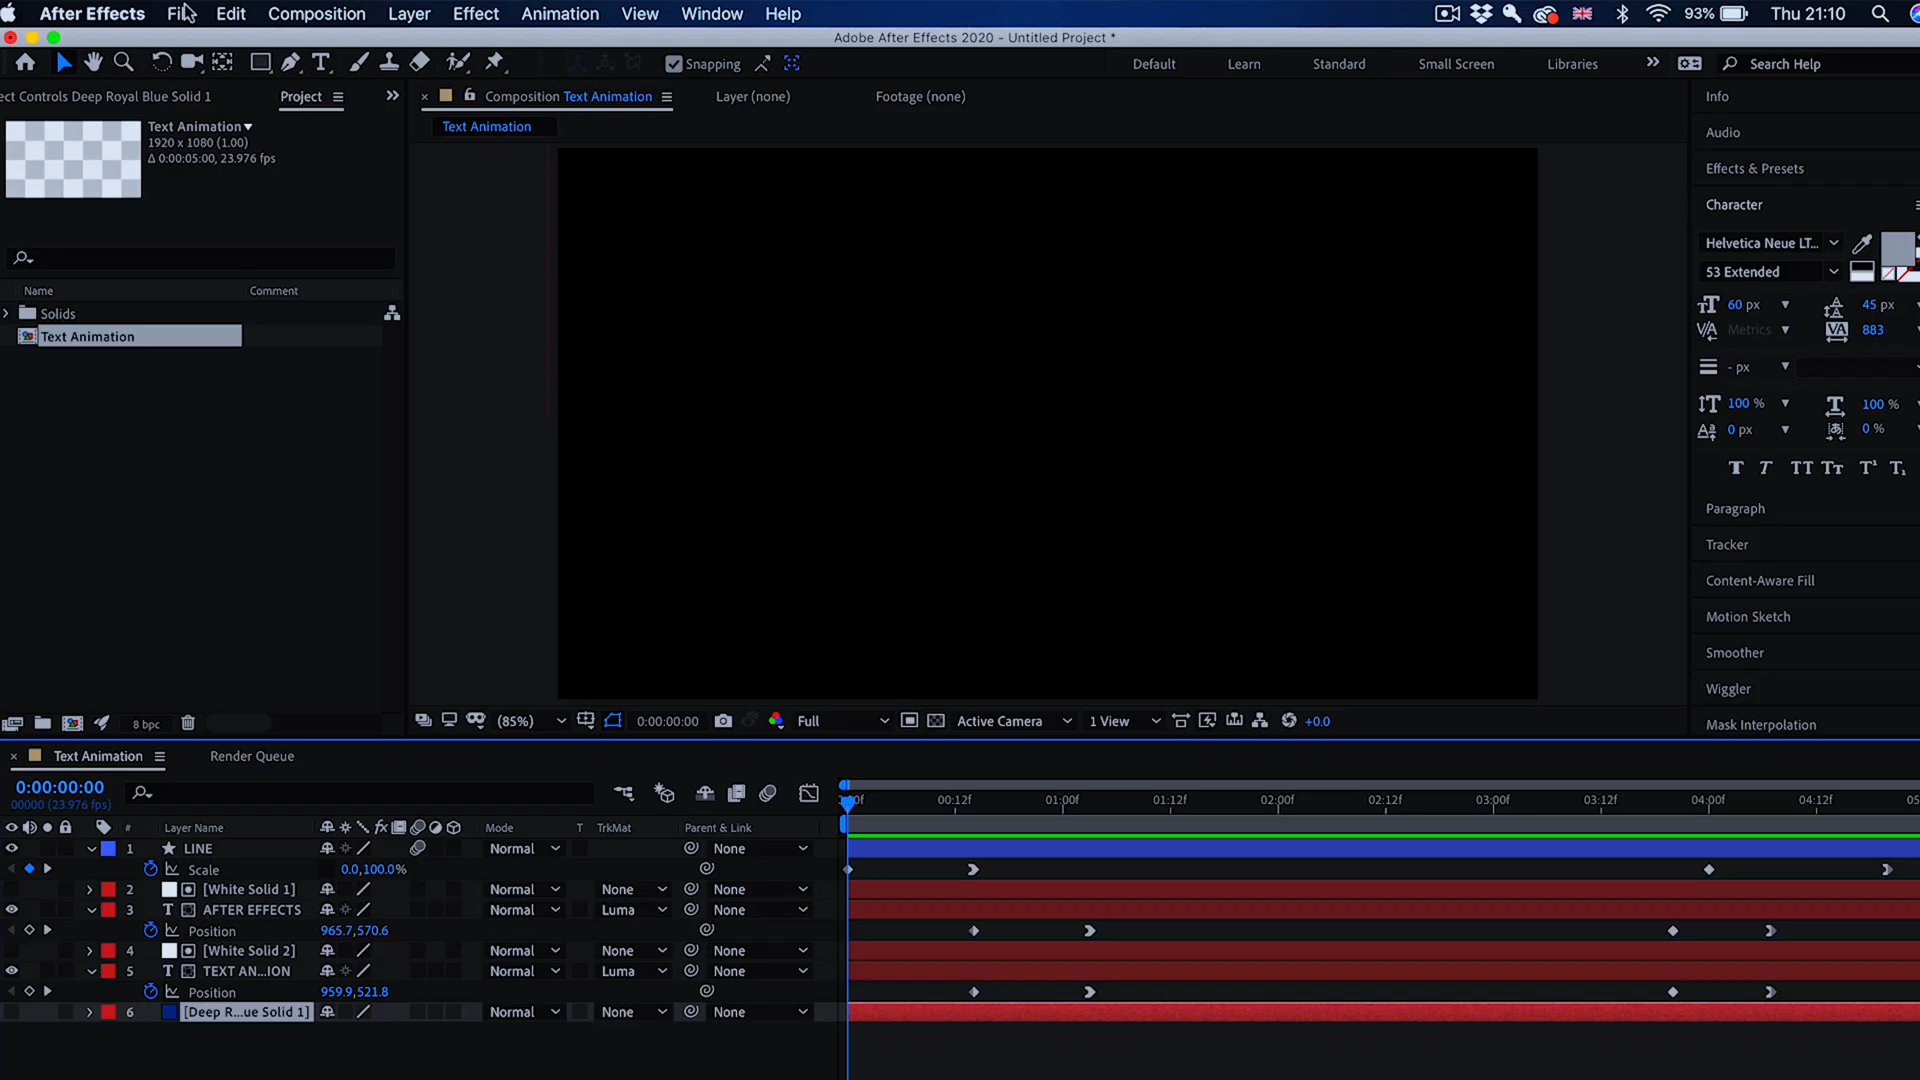 After Effects File Edit Composition Layer Effect Animation View Window Help 93% Thu 21:10
Adobe After Effects 2020 - Untitled Project *
Snapping Default Learn Standard Small Screen Libraries Search Help
ect Controls Deep Royal Blue Solid 1 Project Composition Text Animation Layer (none) Footage (none) Info
Text Animation
1920 x 1080 (1.00)
Δ 0:00:05:00, 23.976 fps
Text Animation
Audio
Effects & Presets
Character
Helvetica Neue LT...
53 Extended
60 px 45 px
Metrics 883
- px
100 % 100 %
0 px 0 %
T T TT Tt T¹ T₁
Paragraph
Tracker
Content-Aware Fill
Motion Sketch
Smoother
Wiggler
Mask Interpolation
Name Comment
Solids
Text Animation
8 bpc (85%) 0:00:00:00 Full Active Camera 1 View +0.0
Text Animation Render Queue
0:00:00:00
00000 (23.976 fps)
00:12f 01:00f 01:12f 02:00f 02:12f 03:00f 03:12f 04:00f 04:12f
# Layer Name Mode T TrkMat Parent & Link
1 LINE Normal None
Scale 0.0,100.0%
2 [White Solid 1] Normal None None
3 T AFTER EFFECTS Normal Luma None
Position 965.7,570.6
4 [White Solid 2] Normal None None
5 T TEXT AN...ION Normal Luma None
Position 959.9,521.8
6 [Deep R...ue Solid 1] Normal None None